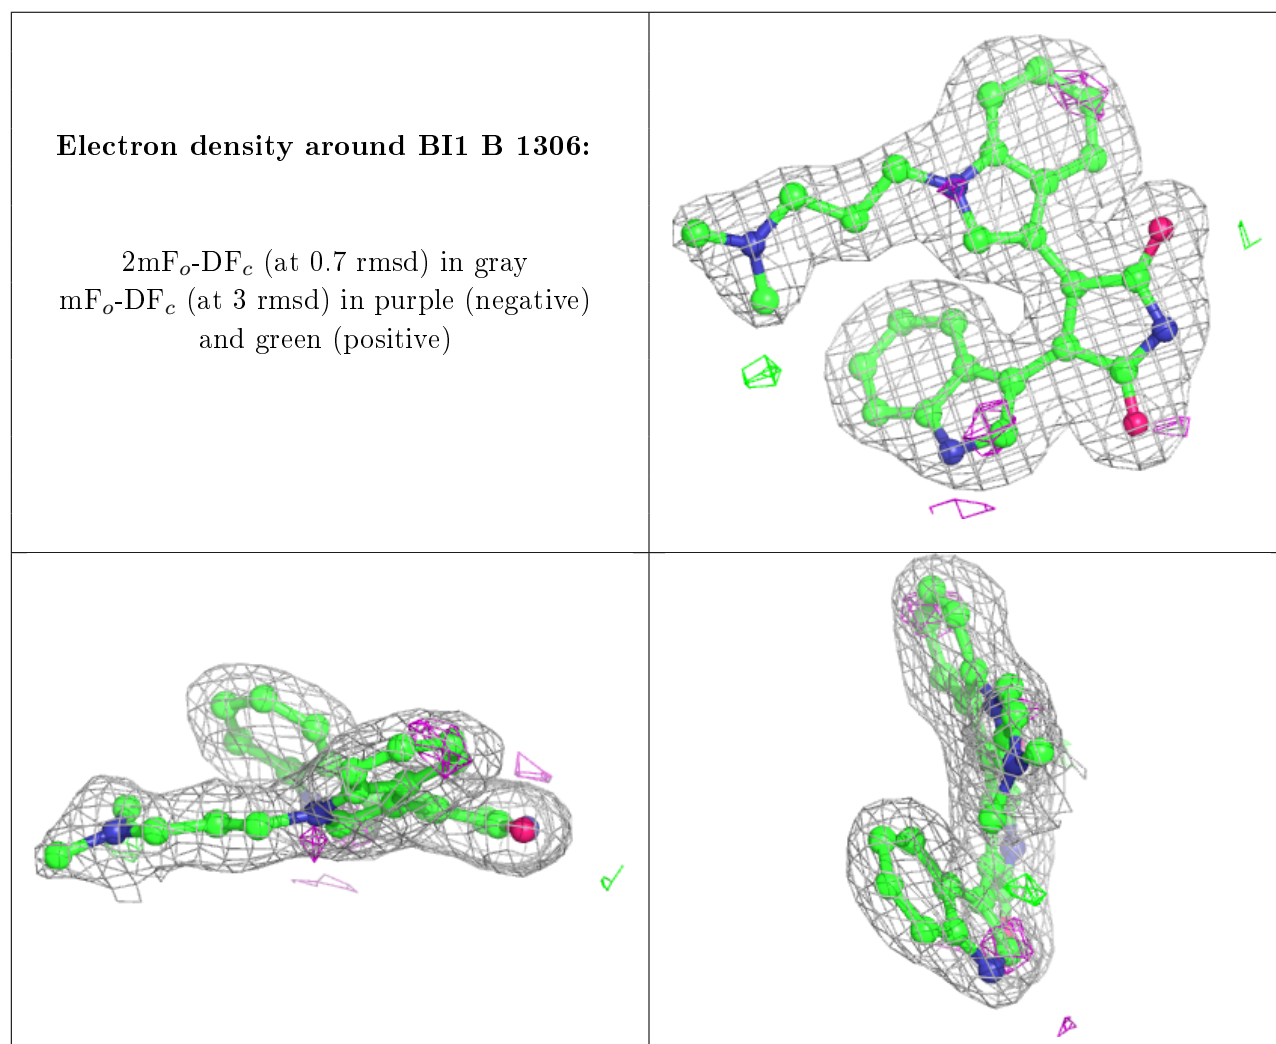 Electron density around BI1 B 1306:
2mFₒ-DF𝒸 (at 0.7 rmsd) in gray
mFₒ-DF𝒸 (at 3 rmsd) in purple (negative)
and green (positive)